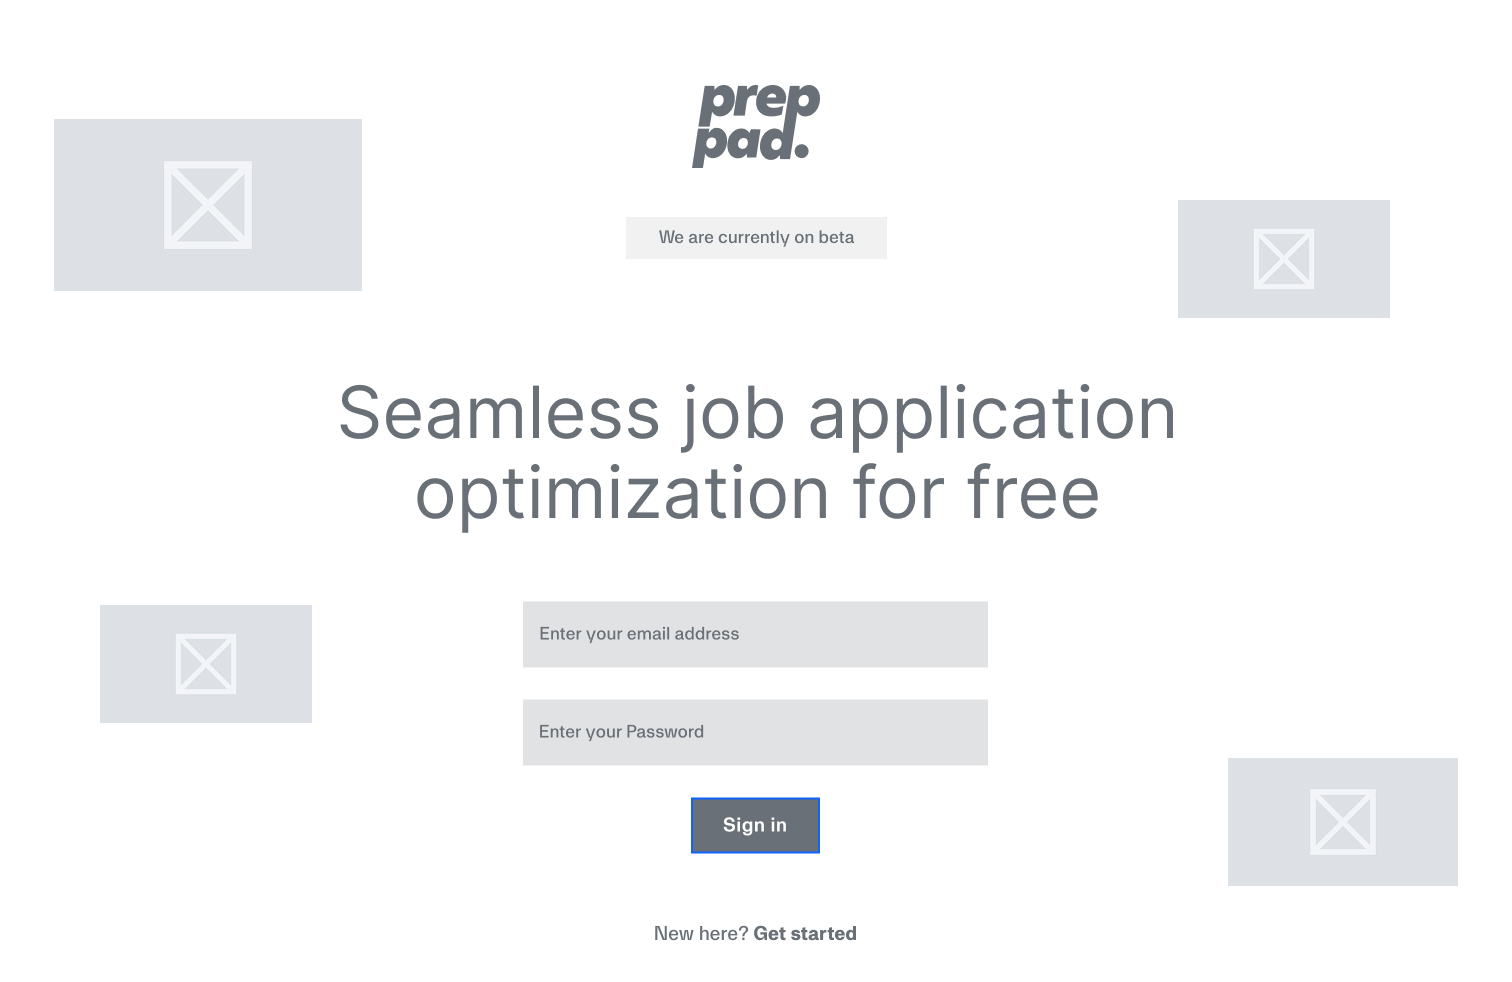 prep
pad.
We are currently on beta
Seamless job application
optimization for free
Enter your email address
Enter your Password
Sign in
New here? Get started